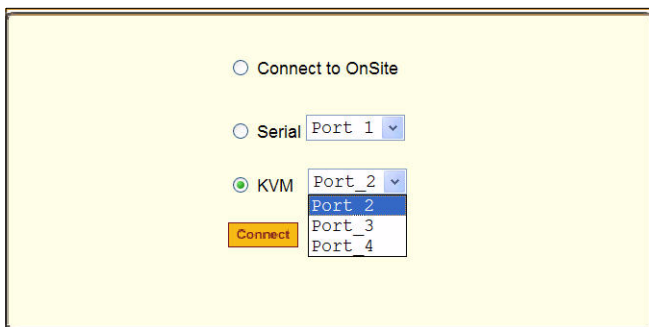 Connect to OnSite
Serial Port 1
KVM Port_2
Port_2
Port_3
Connect
Port_4